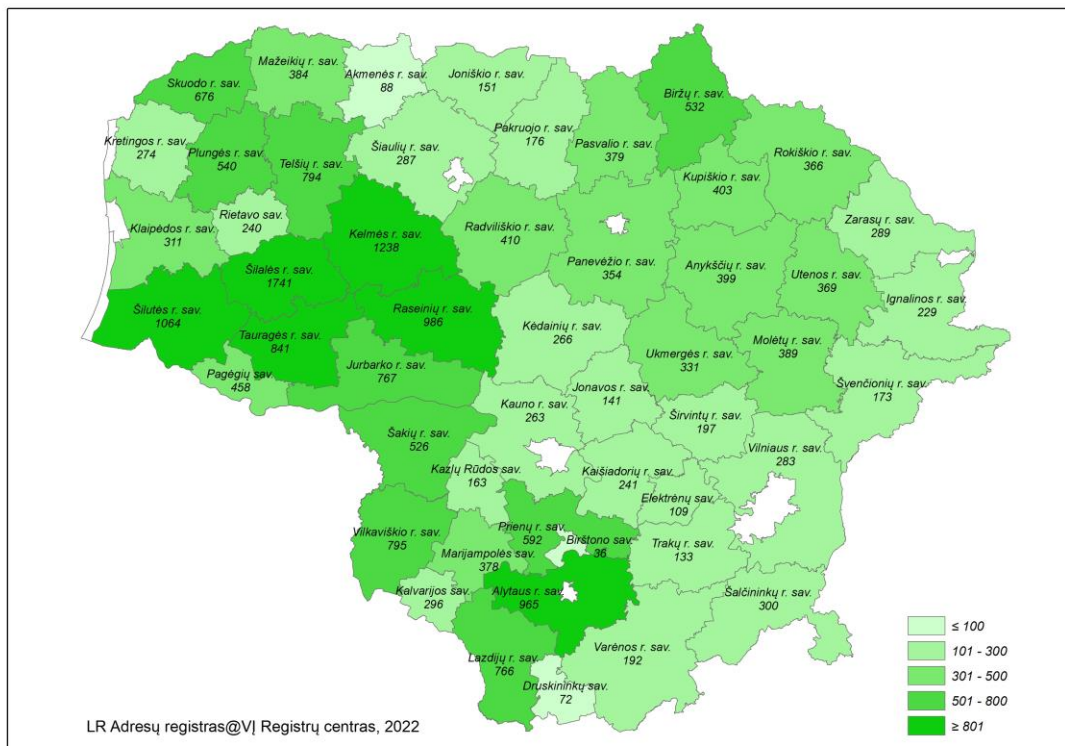 Mažeikių r. sav.
384
Akmenės r. sav.
88
Joniškio r. sav.
151
Skuodo r. sav.
676
Biržų r. sav.
532
Kretingos r. sav.
274
Plungės r. sav.
540
Telšių r. sav.
794
Šiaulių r. sav.
287
Pakruojo r. sav.
176
Pasvalio r. sav.
379
Rokiškio r. sav.
366
Kupiškio r. sav.
403
Klaipėdos r. sav.
311
Rietavo sav.
240
Kelmės r. sav.
1238
Radviliškio r. sav.
410
Panevėžio r. sav.
354
Anykščių r. sav.
399
Utenos r. sav.
369
Zarasų r. sav.
289
Ignalinos r. sav.
229
Šilalės r. sav.
1741
Šilutės r. sav.
1064
Tauragės r. sav.
841
Raseinių r. sav.
986
Kėdainių r. sav.
266
Ukmergės r. sav.
331
Molėtų r. sav.
389
Švenčionių r. sav.
173
Pagėgių sav.
458
Jurbarko r. sav.
767
Jonavos r. sav.
141
Kauno r. sav.
263
Širvintų r. sav.
197
Šakių r. sav.
526
Vilniaus r. sav.
283
Kazlų Rūdos sav.
163
Kaišiadorių r. sav.
241
Elektrėnų sav.
109
Vilkaviškio r. sav.
795
Prienų r. sav.
592
Birštono sav.
36
Trakų r. sav.
133
Marijampolės sav.
378
Kalvarijos sav.
296
Alytaus r. sav.
965
Šalčininkų r. sav.
300
Varėnos r. sav.
192
Lazdijų r. sav.
766
Druskininkų sav.
72
≤ 100
101 - 300
301 - 500
501 - 800
≥ 801
LR Adresų registras@VĮ Registrų centras, 2022